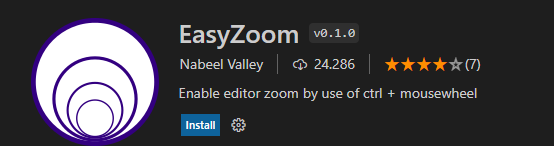 EasyZoom v0.1.0
Nabeel Valley 24.286 (7)
Enable editor zoom by use of ctrl + mousewheel
Install